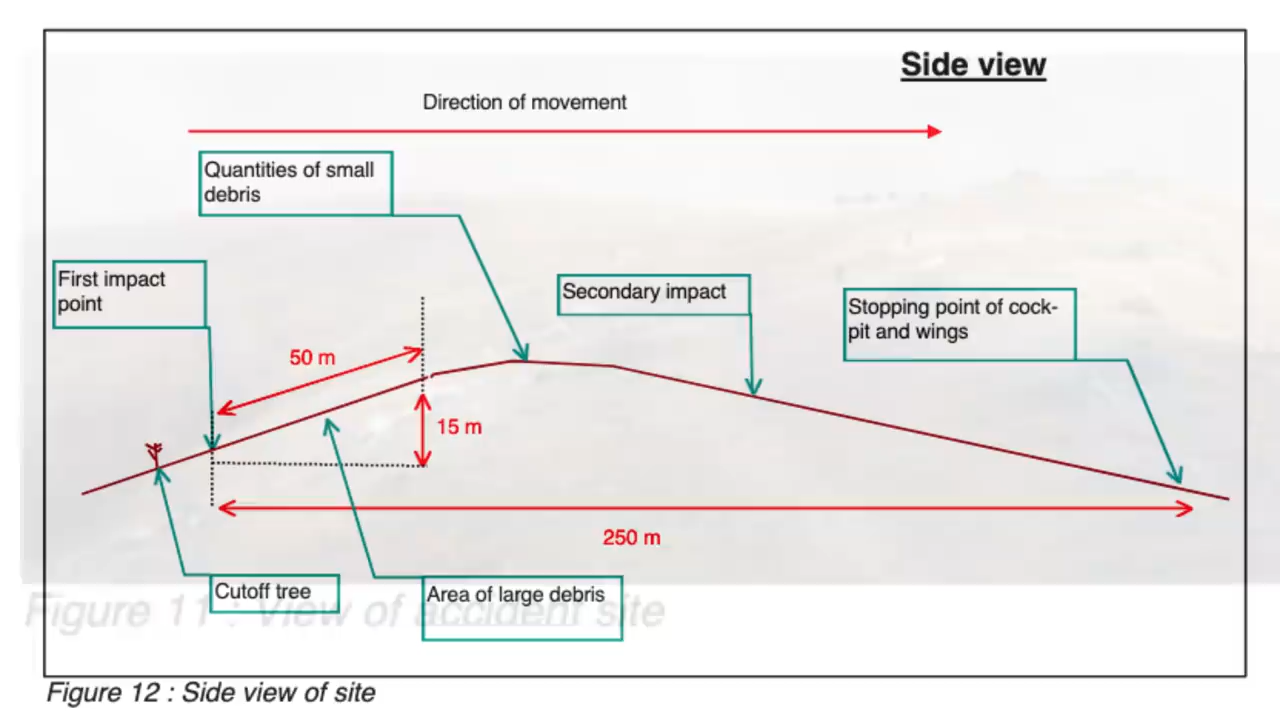 Side view
Direction of movement
Quantities of small
debris
First impact
point
Secondary impact
Stopping point of cock-
pit and wings
50 m
15 m
250 m
Cutoff tree
Area of large debris
Figure 11 : View of accident site
Figure 12 : Side view of site